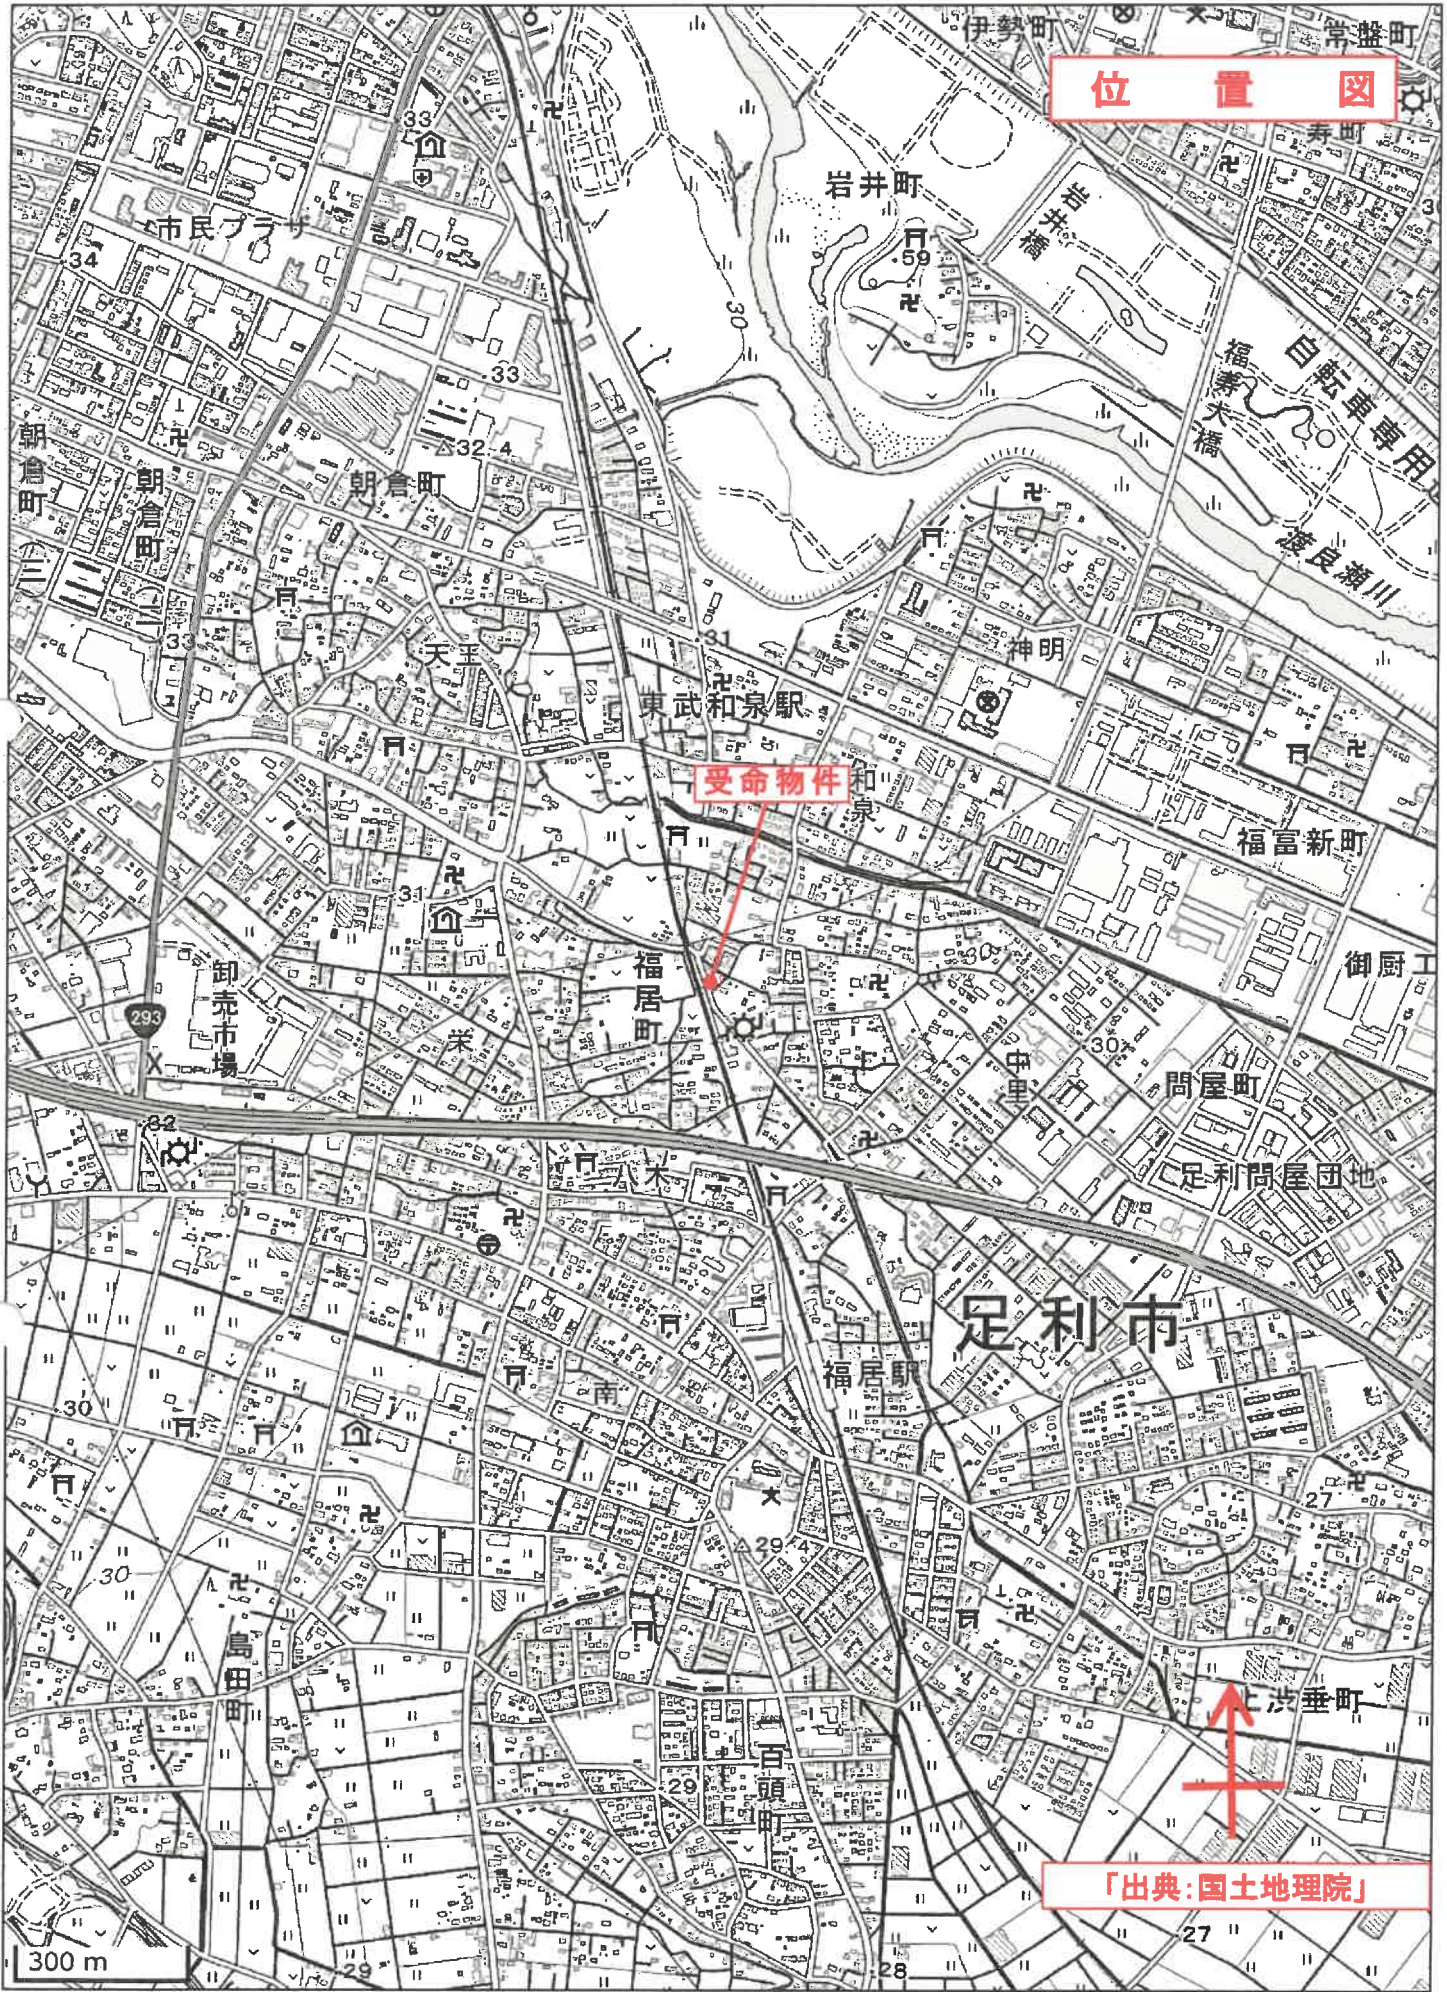 伊勢町
常盤町
位置図
寿町
33
岩井町
岩井橋
市民プラザ
34
59
30
33
福寿大橋
自転車専用道
朝倉町
32.4
朝倉町
朝倉町
渡良瀬川
33
天王
31
神明
東武和泉駅
受命物件
和泉
福富新町
31
福居町
御厨工
卸売市場
293
栄
30
中里
上
問屋町
32
八木
足利問屋団地
足利市
福居駅
南
30
27
29.4
30
島田町
上渋垂町
百頭町
29
「出典:国土地理院」
27
300 m
29
28